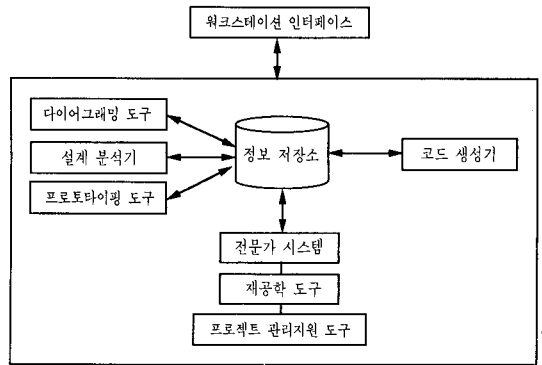 워크스테이션 인터페이스
다이어그래밍 도구
설계 분석기
프로토타이핑 도구
정보 저장소
코드 생성기
전문가 시스템
재공학 도구
프로젝트 관리지원 도구